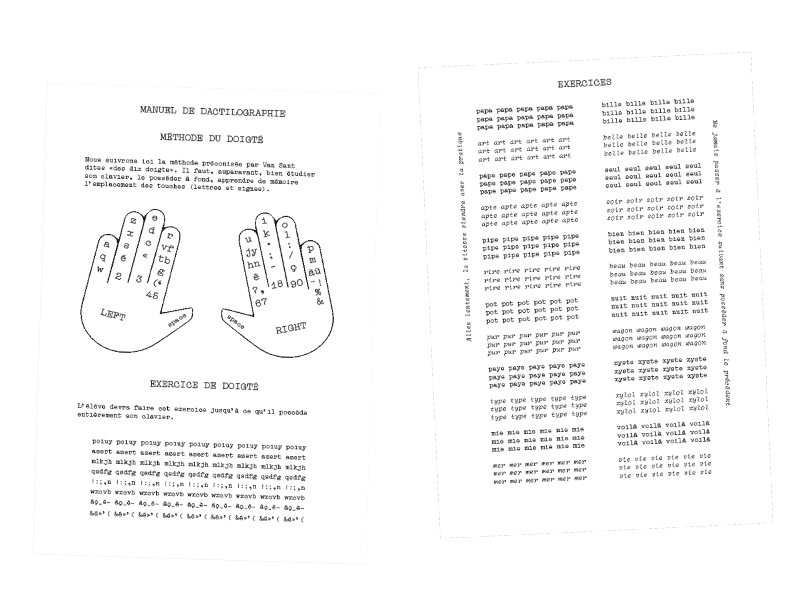 MANUEL DE DACTILOGRAPHIE
MÉTHODE DU DOIGTÉ
Nous suivrons ici la méthode préconisée par Van Sant
dites «des dix doigts». Il faut, auparavant, bien étudier
son clavier, le posséder à fond, apprendre de mémoire
l'emplacement des touches (lettres et signes).
a
q
w
z
x
s
é
2
e
d
c
«
3
r
vf
tb
g
(4
45
LEFT
space
u
jy
hn
è
?,
67
i
k
.
;
-
18
o
l
:/
9
90
p
m
àù
"!
%
&
RIGHT
space
EXERCICE DE DOIGTÉ
L'élève devra faire cet exercice jusqu'à ce qu'il possède
entièrement son clavier.
poiuy poiuy poiuy poiuy poiuy poiuy poiuy poiuy
azert azert azert azert azert azert azert azert
mlkjh mlkjh mlkjh mlkjh mlkjh mlkjh mlkjh mlkjh
qsdfg qsdfg qsdfg qsdfg qsdfg qsdfg qsdfg qsdfg
!:;,n !:;,n !:;,n !:;,n !:;,n !:;,n !:;,n !:;,n
wxcvb wxcvb wxcvb wxcvb wxcvb wxcvb wxcvb wxcvb
àç_è- àç_è- àç_è- àç_è- àç_è- àç_è- àç_è- àç_è-
&é»'( &é»'( &é»'( &é»'( &é»'( &é»'( &é»'( &é»'(
EXERCICES
Allez lentement, la vitesse viendra avec la pratique
papa papa papa papa papa
papa papa papa papa papa
papa papa papa papa papa
art art art art art art
art art art art art art
art art art art art art
pape pape pape pape pape
pape pape pape pape pape
pape pape pape pape pape
apte apte apte apte apte
apte apte apte apte apte
apte apte apte apte apte
pipe pipe pipe pipe pipe
pipe pipe pipe pipe pipe
pipe pipe pipe pipe pipe
rire rire rire rire rire
rire rire rire rire rire
rire rire rire rire rire
pot pot pot pot pot pot
pot pot pot pot pot pot
pot pot pot pot pot pot
pur pur pur pur pur pur
pur pur pur pur pur pur
pur pur pur pur pur pur
paye paye paye paye paye
paye paye paye paye paye
paye paye paye paye paye
type type type type type
type type type type type
type type type type type
mie mie mie mie mie mie
mie mie mie mie mie mie
mie mie mie mie mie mie
mer mer mer mer mer mer
mer mer mer mer mer mer
mer mer mer mer mer mer
bille bille bille bille
bille bille bille bille
bille bille bille bille
belle belle belle belle
belle belle belle belle
belle belle belle belle
seul seul seul seul seul
seul seul seul seul seul
seul seul seul seul seul
soir soir soir soir soir
soir soir soir soir soir
soir soir soir soir soir
bien bien bien bien bien
bien bien bien bien bien
bien bien bien bien bien
beau beau beau beau beau
beau beau beau beau beau
beau beau beau beau beau
nuit nuit nuit nuit nuit
nuit nuit nuit nuit nuit
nuit nuit nuit nuit nuit
wagon wagon wagon wagon
wagon wagon wagon wagon
wagon wagon wagon wagon
xyste xyste xyste xyste
xyste xyste xyste xyste
xyste xyste xyste xyste
xylol xylol xylol xylol
xylol xylol xylol xylol
xylol xylol xylol xylol
voilà voilà voilà voilà
voilà voilà voilà voilà
voilà voilà voilà voilà
vie vie vie vie vie vie
vie vie vie vie vie vie
vie vie vie vie vie vie
Ne jamais passer à l'exercice suivant sans posséder à fond le précédent